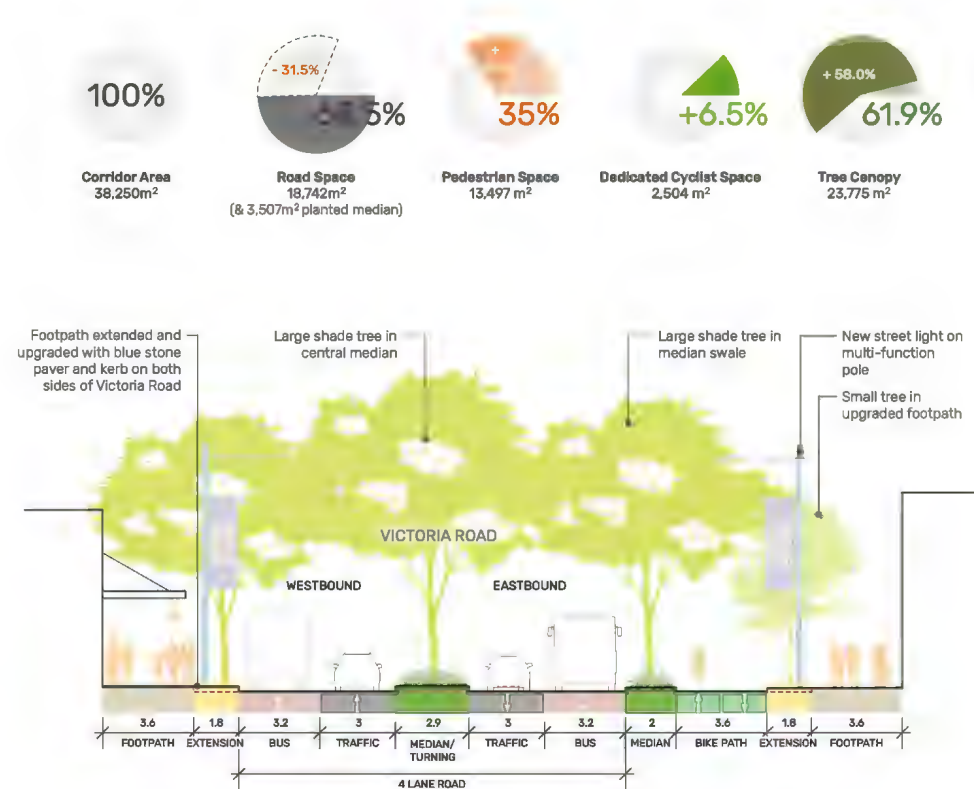 100%
- 31.5%
5%
+
35%
+6.5%
+ 58.0%
61.9%
Corridor Area
38,250m²
Road Space
18,742m²
(& 3,507m² planted median)
Pedestrian Space
13,497 m²
Dedicated Cyclist Space
2,504 m²
Tree Canopy
23,775 m²
Footpath extended and
upgraded with blue stone
paver and kerb on both
sides of Victoria Road
Large shade tree in
central median
Large shade tree in
median swale
New street light on
multi-function
pole
Small tree in
upgraded footpath
VICTORIA ROAD
WESTBOUND
EASTBOUND
3.6
1.8
3.2
3
2.9
3
3.2
2
3.6
1.8
3.6
FOOTPATH
EXTENSION
BUS
TRAFFIC
MEDIAN/
TURNING
TRAFFIC
BUS
MEDIAN
BIKE PATH
EXTENSION
FOOTPATH
4 LANE ROAD